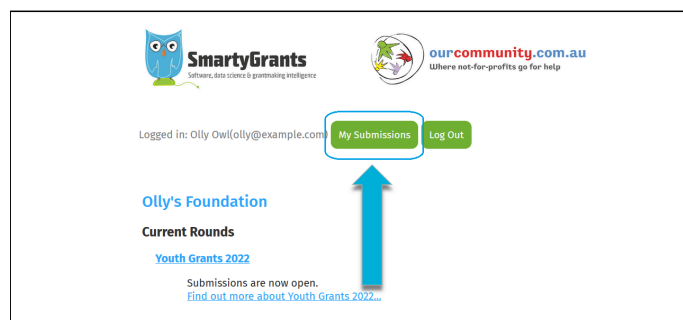 SmartyGrants
Software, data science & grantmaking intelligence
ourcommunity.com.au
Where not-for-profits go for help
Logged in: Olly Owl(olly@example.com)
My Submissions
Log Out
Olly's Foundation
Current Rounds
Youth Grants 2022
Submissions are now open.
Find out more about Youth Grants 2022...